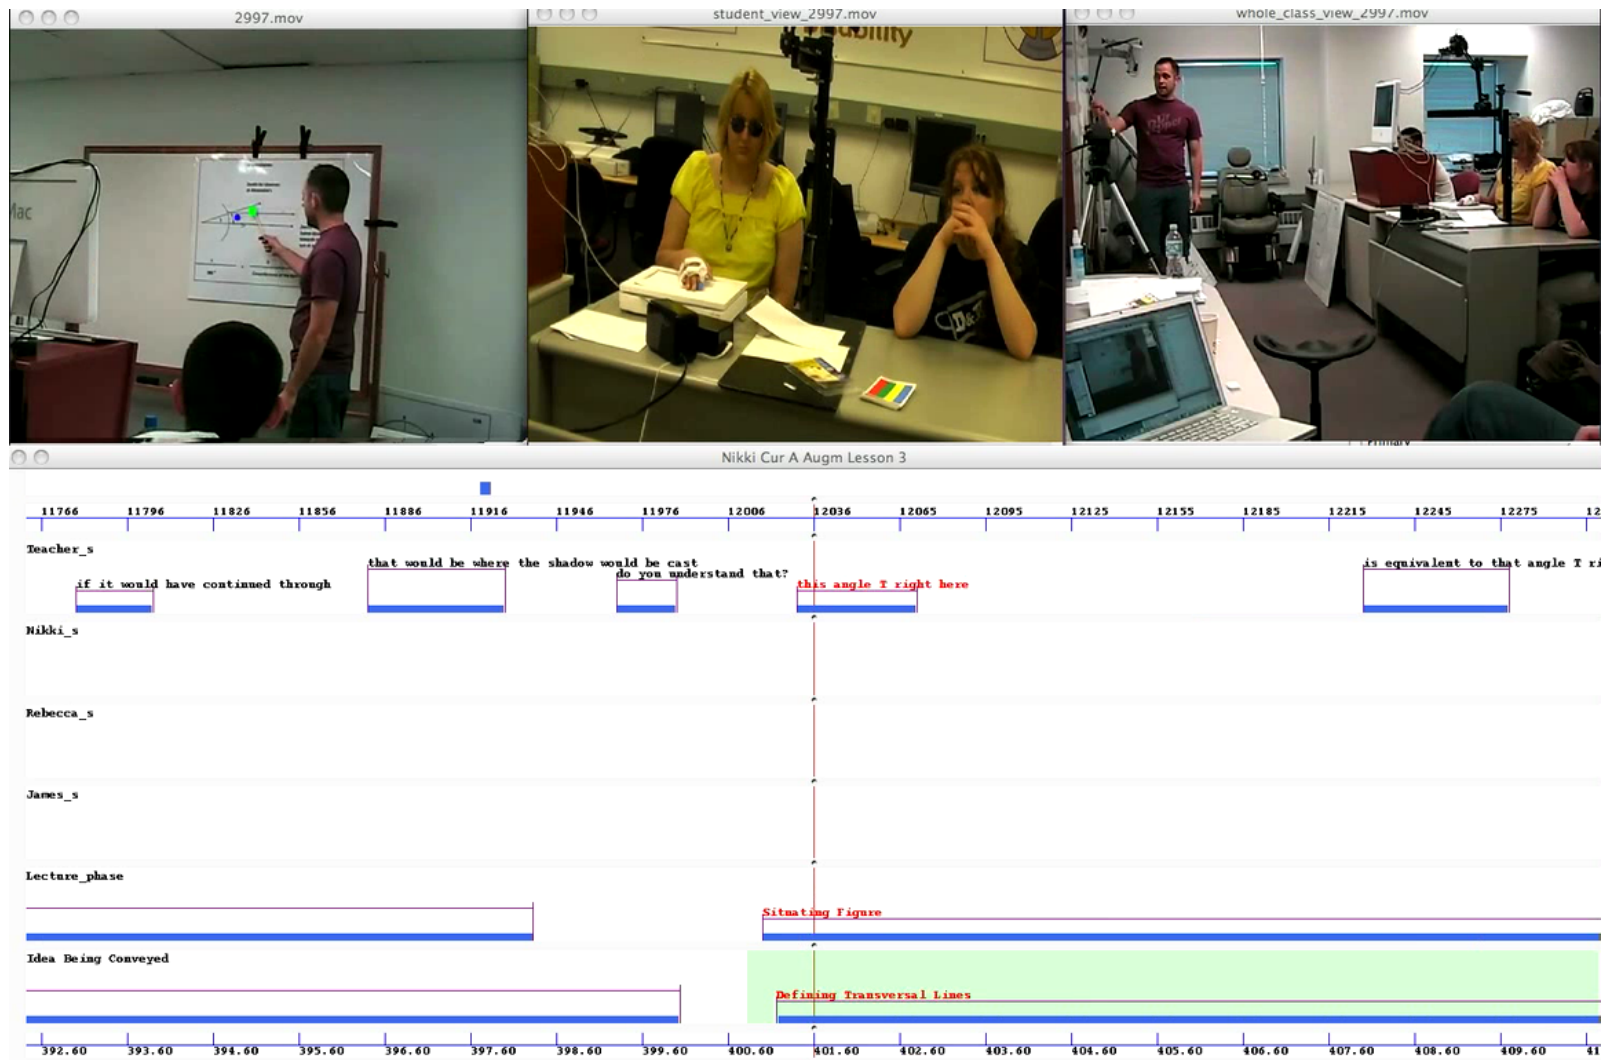 2997.mov
student_view_2997.mov
whole_class_view_2997.mov
Mac
D&
Primary
Nikki Cur A Augm Lesson 3
11766 11796 11826 11856 11886 11916 11946 11976 12006 12036 12065 12095 12125 12155 12185 12215 12245 12275 12
Teacher_s
that would be where the shadow would be cast
is equivalent to that angle T ri
do you understand that?
if it would have continued through
this angle T right here
Nikki_s
Rebecca_s
James_s
Lecture_phase
Situating Figure
Idea Being Conveyed
Defining Transversal Lines
392.60 393.60 394.60 395.60 396.60 397.60 398.60 399.60 400.60 401.60 402.60 403.60 404.60 405.60 406.60 407.60 408.60 409.60 41